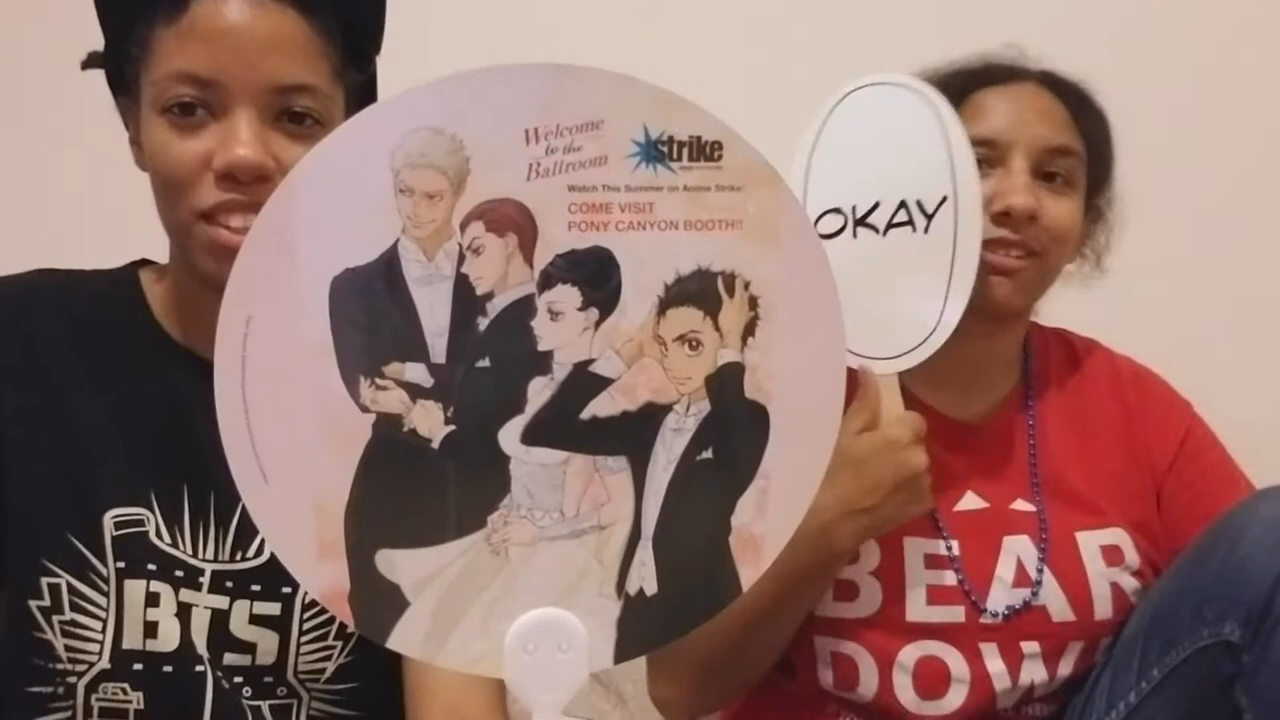 Welcome
to the
Ballroom
strike
Watch This Summer on Anime Strike
COME VISIT
PONY CANYON BOOTH!!
OKAY
BTS
BEAR
DOWN